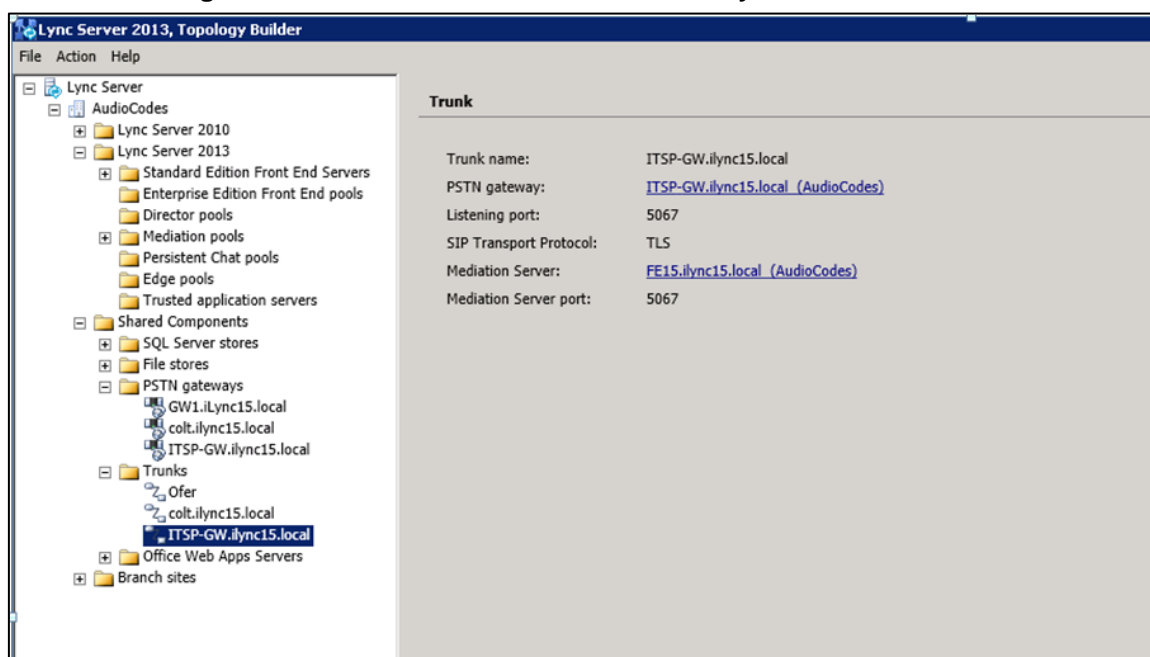 Lync Server 2013, Topology Builder
File Action Help
Lync Server
AudioCodes
Lync Server 2010
Lync Server 2013
Standard Edition Front End Servers
Enterprise Edition Front End pools
Director pools
Mediation pools
Persistent Chat pools
Edge pools
Trusted application servers
Shared Components
SQL Server stores
File stores
PSTN gateways
GW1.iLync15.local
colt.ilync15.local
ITSP-GW.ilync15.local
Trunks
Ofer
colt.ilync15.local
ITSP-GW.ilync15.local
Office Web Apps Servers
Branch sites
Trunk
Trunk name: ITSP-GW.ilync15.local
PSTN gateway: ITSP-GW.ilync15.local (AudioCodes)
Listening port: 5067
SIP Transport Protocol: TLS
Mediation Server: FE15.ilync15.local (AudioCodes)
Mediation Server port: 5067